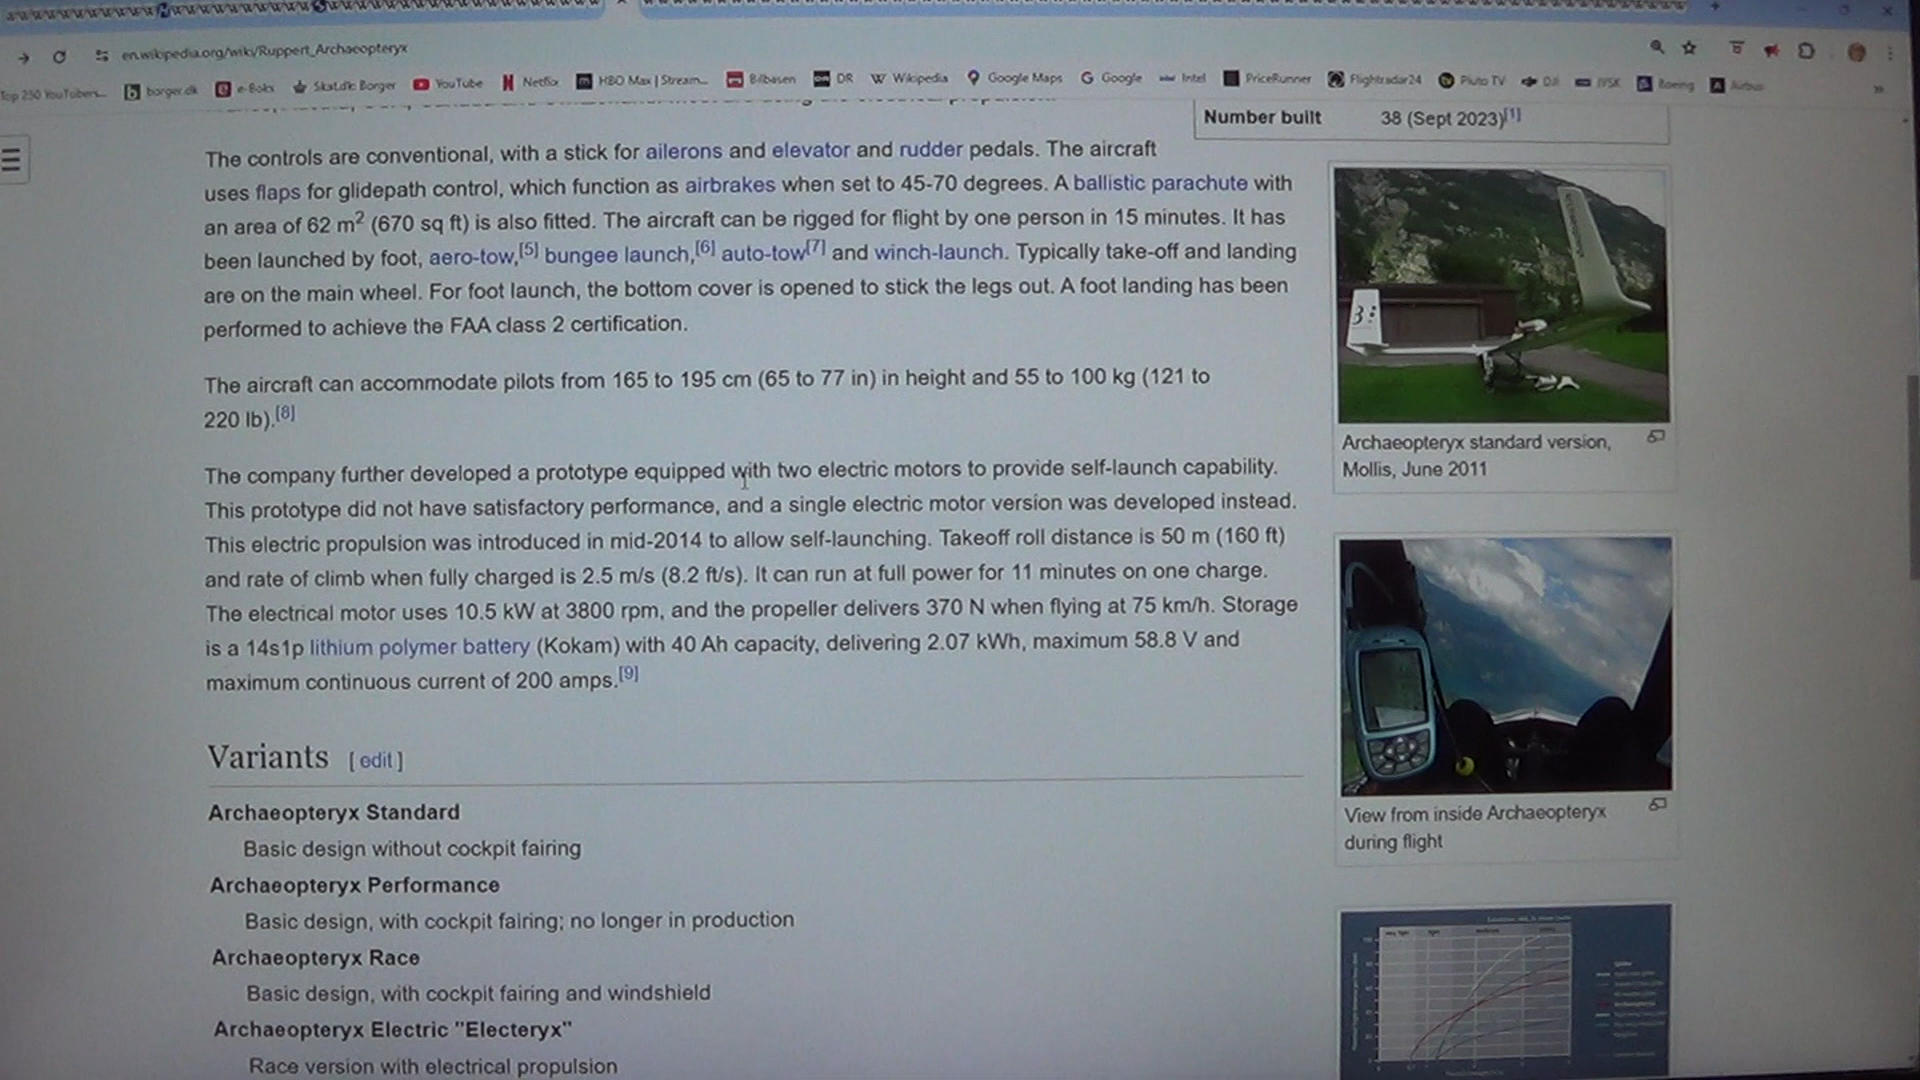 en.wikipedia.org/wiki/Ruppert_Archaeopteryx
Top 250 YouTubers... borger.dk e-Boks Skat.dk: Borger YouTube Netflix HBO Max | Stream... Bilbasen DR Wikipedia Google Maps Google Intel PriceRunner Flightradar24 Pluto TV DJI JYSK Boeing Airbus
Number built 38 (Sept 2023)[1]
The controls are conventional, with a stick for ailerons and elevator and rudder pedals. The aircraft
uses flaps for glidepath control, which function as airbrakes when set to 45-70 degrees. A ballistic parachute with
an area of 62 m2 (670 sq ft) is also fitted. The aircraft can be rigged for flight by one person in 15 minutes. It has
been launched by foot, aero-tow,[5] bungee launch,[6] auto-tow[7] and winch-launch. Typically take-off and landing
are on the main wheel. For foot launch, the bottom cover is opened to stick the legs out. A foot landing has been
performed to achieve the FAA class 2 certification.
The aircraft can accommodate pilots from 165 to 195 cm (65 to 77 in) in height and 55 to 100 kg (121 to
220 lb).[8]
The company further developed a prototype equipped with two electric motors to provide self-launch capability.
This prototype did not have satisfactory performance, and a single electric motor version was developed instead.
This electric propulsion was introduced in mid-2014 to allow self-launching. Takeoff roll distance is 50 m (160 ft)
and rate of climb when fully charged is 2.5 m/s (8.2 ft/s). It can run at full power for 11 minutes on one charge.
The electrical motor uses 10.5 kW at 3800 rpm, and the propeller delivers 370 N when flying at 75 km/h. Storage
is a 14s1p lithium polymer battery (Kokam) with 40 Ah capacity, delivering 2.07 kWh, maximum 58.8 V and
maximum continuous current of 200 amps.[9]
Variants [edit]
Archaeopteryx Standard
Basic design without cockpit fairing
Archaeopteryx Performance
Basic design, with cockpit fairing; no longer in production
Archaeopteryx Race
Basic design, with cockpit fairing and windshield
Archaeopteryx Electric "Electeryx"
Race version with electrical propulsion
Archaeopteryx standard version,
Mollis, June 2011
View from inside Archaeopteryx
during flight